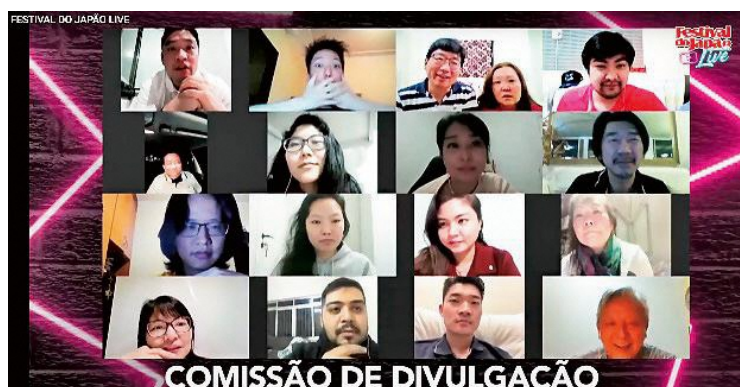 FESTIVAL DO JAPÃO LIVE
Festival
do Japão
Live
COMISSÃO DE DIVULGAÇÃO